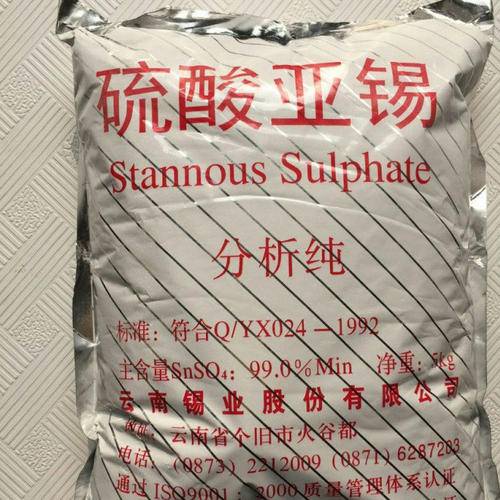 硫酸亚锡
Stannous Sulphate
分析纯
标准：符合Q/YX024-1992
主含量SnSO₄：99.0%Min 净重：5kg
云南锡业股份有限公司
地址：云南省个旧市火谷都
电话：(0873) 2212009 (0871) 6287283
通过ISO9001：2000质量管理体系认证